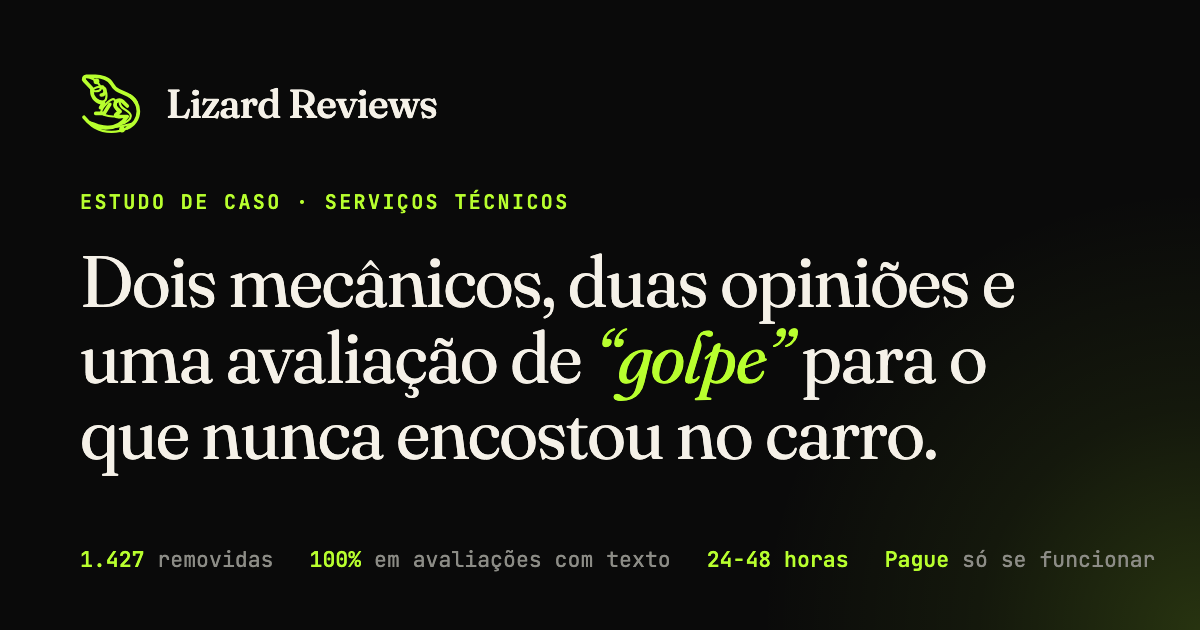 Lizard Reviews
ESTUDO DE CASO · SERVIÇOS TÉCNICOS
Dois mecânicos, duas opiniões e
uma avaliação de “golpe” para o
que nunca encostou no carro.
1.427 removidas 100% em avaliações com texto 24-48 horas Pague só se funcionar